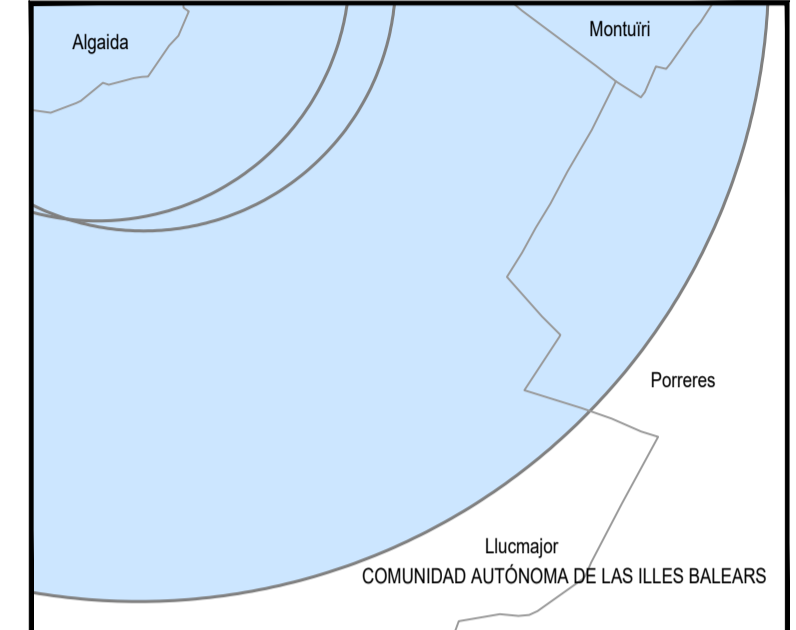 Montuïri
Algaida
Porreres
Llucmajor
COMUNIDAD AUTÓNOMA DE LAS ILLES BALEARS